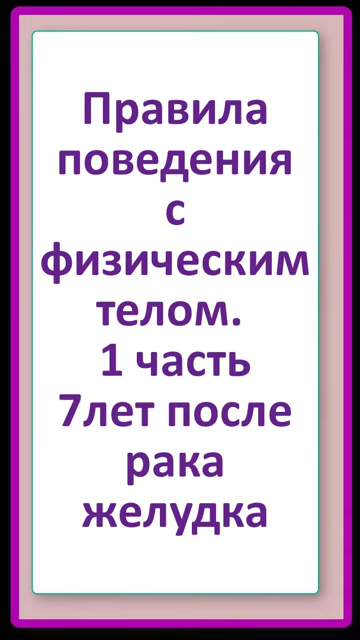 Правила
поведения
с
физическим
телом.
1 часть
7лет после
рака
желудка